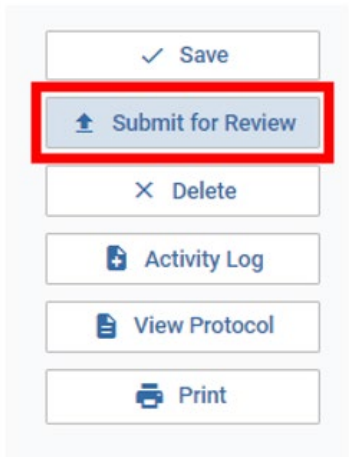 Save
Submit for Review
Delete
Activity Log
View Protocol
Print